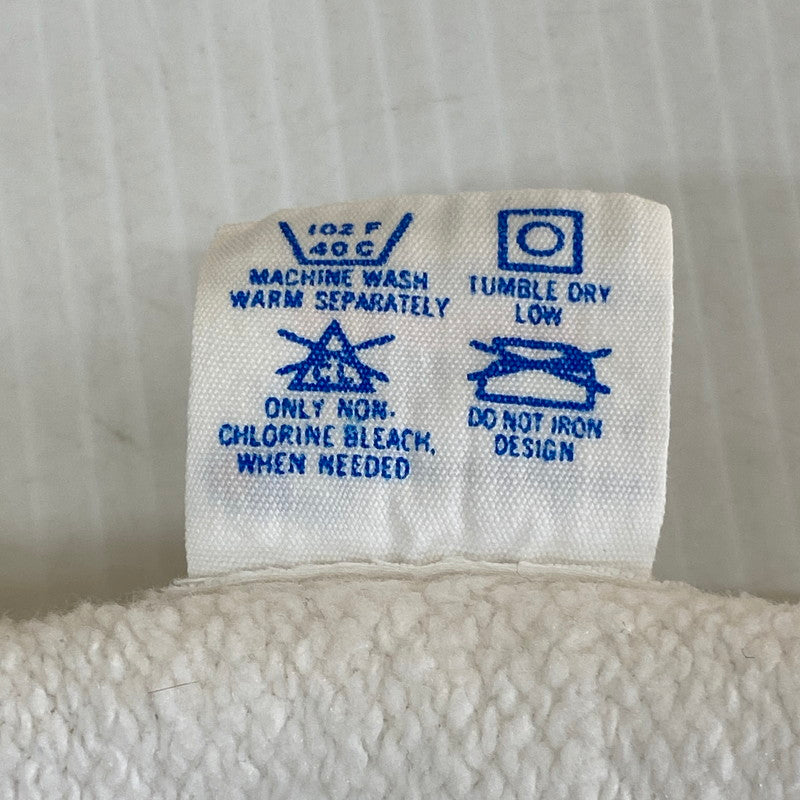 102 F
40 C
MACHINE WASH
WARM SEPARATELY
TUMBLE DRY
LOW
CL
ONLY NON-
CHLORINE BLEACH,
WHEN NEEDED
DO NOT IRON
DESIGN